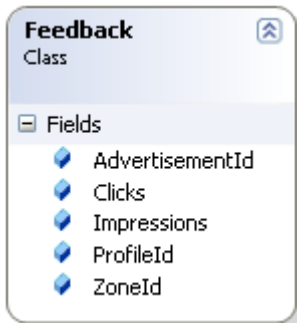 Feedback
Class
Fields
AdvertisementId
Clicks
Impressions
ProfileId
ZoneId